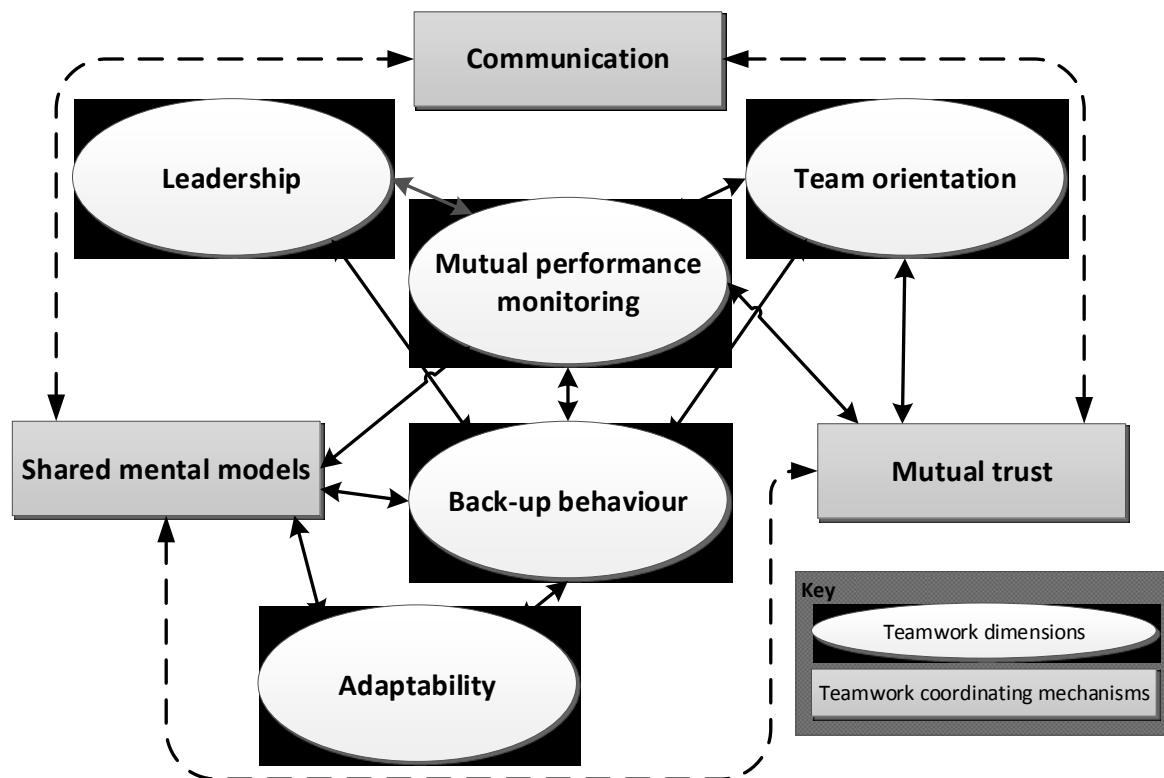 Communication
Leadership
Team orientation
Mutual performance
monitoring
Shared mental models
Mutual trust
Back-up behaviour
Adaptability
Key
Teamwork dimensions
Teamwork coordinating mechanisms